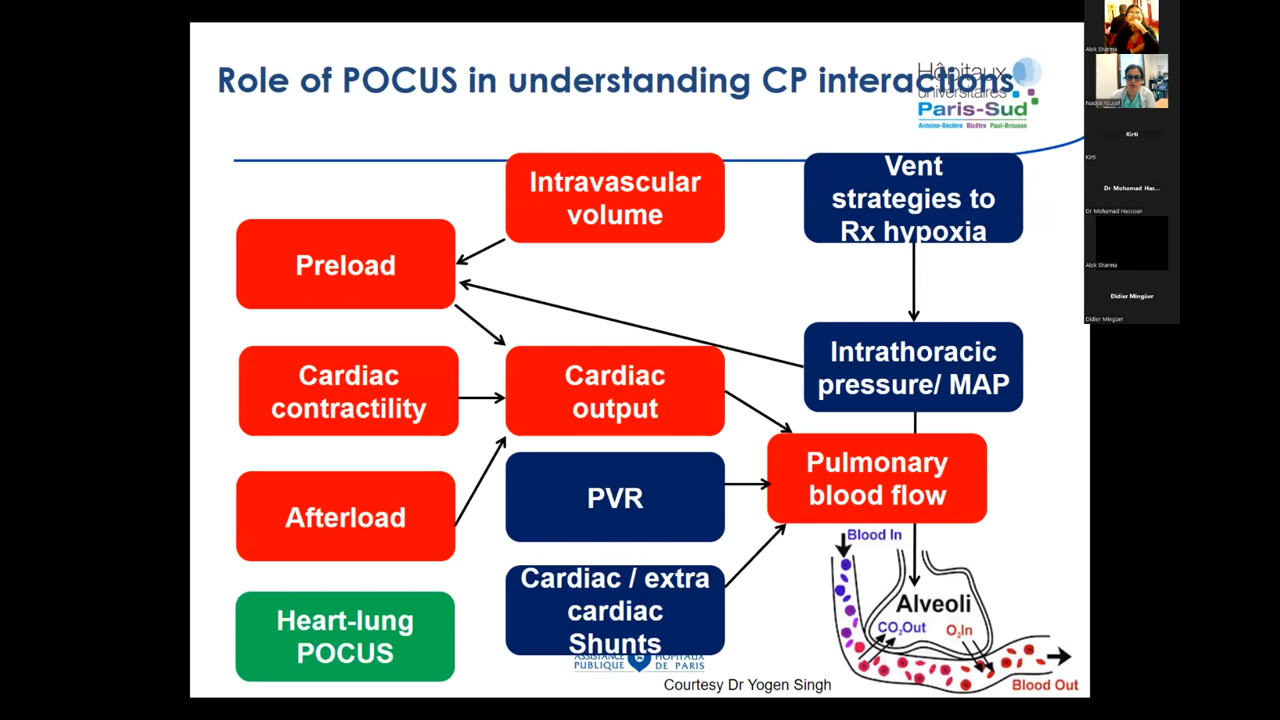 Role of POCUS in understanding CP interactions
Hôpitaux
universitaires
Paris-Sud
Antoine-Béclère Bicêtre Paul-Brousse
Intravascular
volume
Vent
strategies to
Rx hypoxia
Preload
Intrathoracic
pressure/ MAP
Cardiac
contractility
Cardiac
output
Pulmonary
blood flow
Afterload
PVR
Cardiac / extra
cardiac
Shunts
Heart-lung
POCUS
Blood In
Alveoli
CO2Out
O2In
Blood Out
ASSISTANCE HÔPITAUX
PUBLIQUE DE PARIS
Courtesy Dr Yogen Singh
Alok Sharma
Nadya Yousef
Kirti
Kirti
Dr Mohamad Has...
Dr Mohamad Hassoun
Alok Sharma
Didier Mingüer
Didier Mingüer